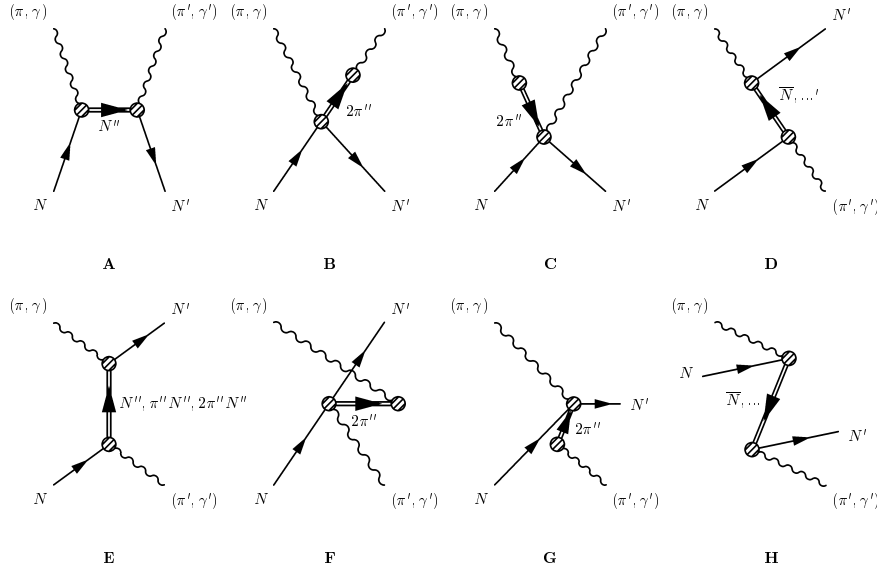 (π, γ) (π′, γ′) (π, γ) (π′, γ′) (π, γ) (π′, γ′) (π, γ) N′
N′′ 2π′′ 2π′′ N̅, ...′
N N′ N N′ N N′ N (π′, γ′)
A B C D
(π, γ) N′ (π, γ) N′ (π, γ) (π, γ)
N′′, π′′N′′, 2π′′N′′ 2π′′ N′ 2π′′ N N̅, ... N′
N (π′, γ′) N (π′, γ′) N (π′, γ′) (π′, γ′)
E F G H